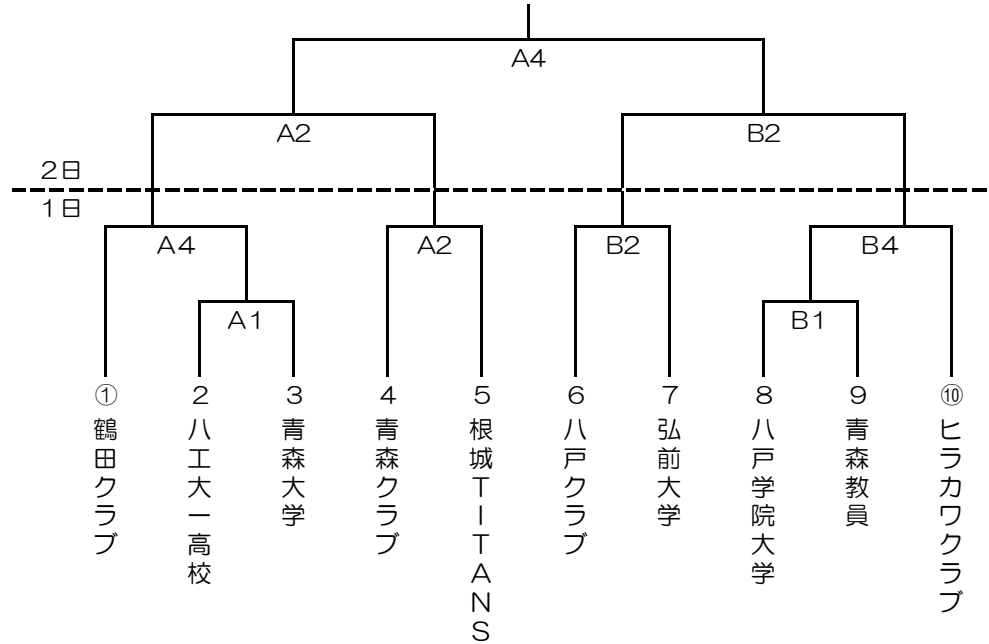 A4
A2
B2
2日
1日
A4
A2
B2
B4
A1
B1
① 2 3 4 5 6 7 8 9 ⑩
鶴田クラブ
八工大一高校
青森大学
青森クラブ
根城TITANS
八戸クラブ
弘前大学
八戸学院大学
青森教員
ヒラカワクラブ